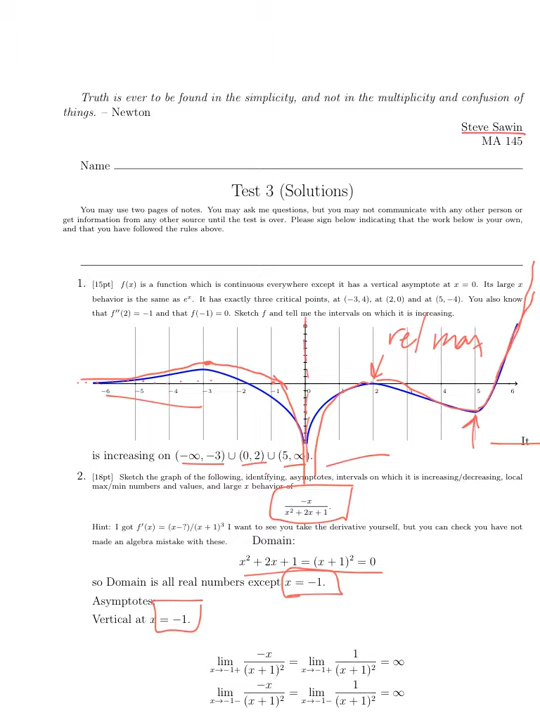 Truth is ever to be found in the simplicity, and not in the multiplicity and confusion of
things. – Newton
Steve Sawin
MA 145
Name
Test 3 (Solutions)
You may use two pages of notes. You may ask me questions, but you may not communicate with any other person or
get information from any other source until the test is over. Please sign below indicating that the work below is your own,
and that you have followed the rules above.
1. [15pt] f(x) is a function which is continuous everywhere except it has a vertical asymptote at x = 0. Its large x
behavior is the same as eˣ. It has exactly three critical points, at (−3, 4), at (2, 0) and at (5, −4). You also know
that f′′(2) = −1 and that f(−1) = 0. Sketch f and tell me the intervals on which it is increasing.
rel max
−6 −5 −4 −3 −2 −1 0 1 2 3 4 5 6
It
is increasing on (−∞, −3) ∪ (0, 2) ∪ (5, ∞).
2. [18pt] Sketch the graph of the following, identifying, asymptotes, intervals on which it is increasing/decreasing, local
max/min numbers and values, and large x behavior of
−x / (x² + 2x + 1).
Hint: I got f′(x) = (x−?)/(x + 1)³ I want to see you take the derivative yourself, but you can check you have not
made an algebra mistake with these. Domain:
x² + 2x + 1 = (x + 1)² = 0
so Domain is all real numbers except x = −1.
Asymptotes:
Vertical at x = −1.
lim x→−1+ −x / (x + 1)² = lim x→−1+ 1 / (x + 1)² = ∞
lim x→−1− −x / (x + 1)² = lim x→−1− 1 / (x + 1)² = ∞